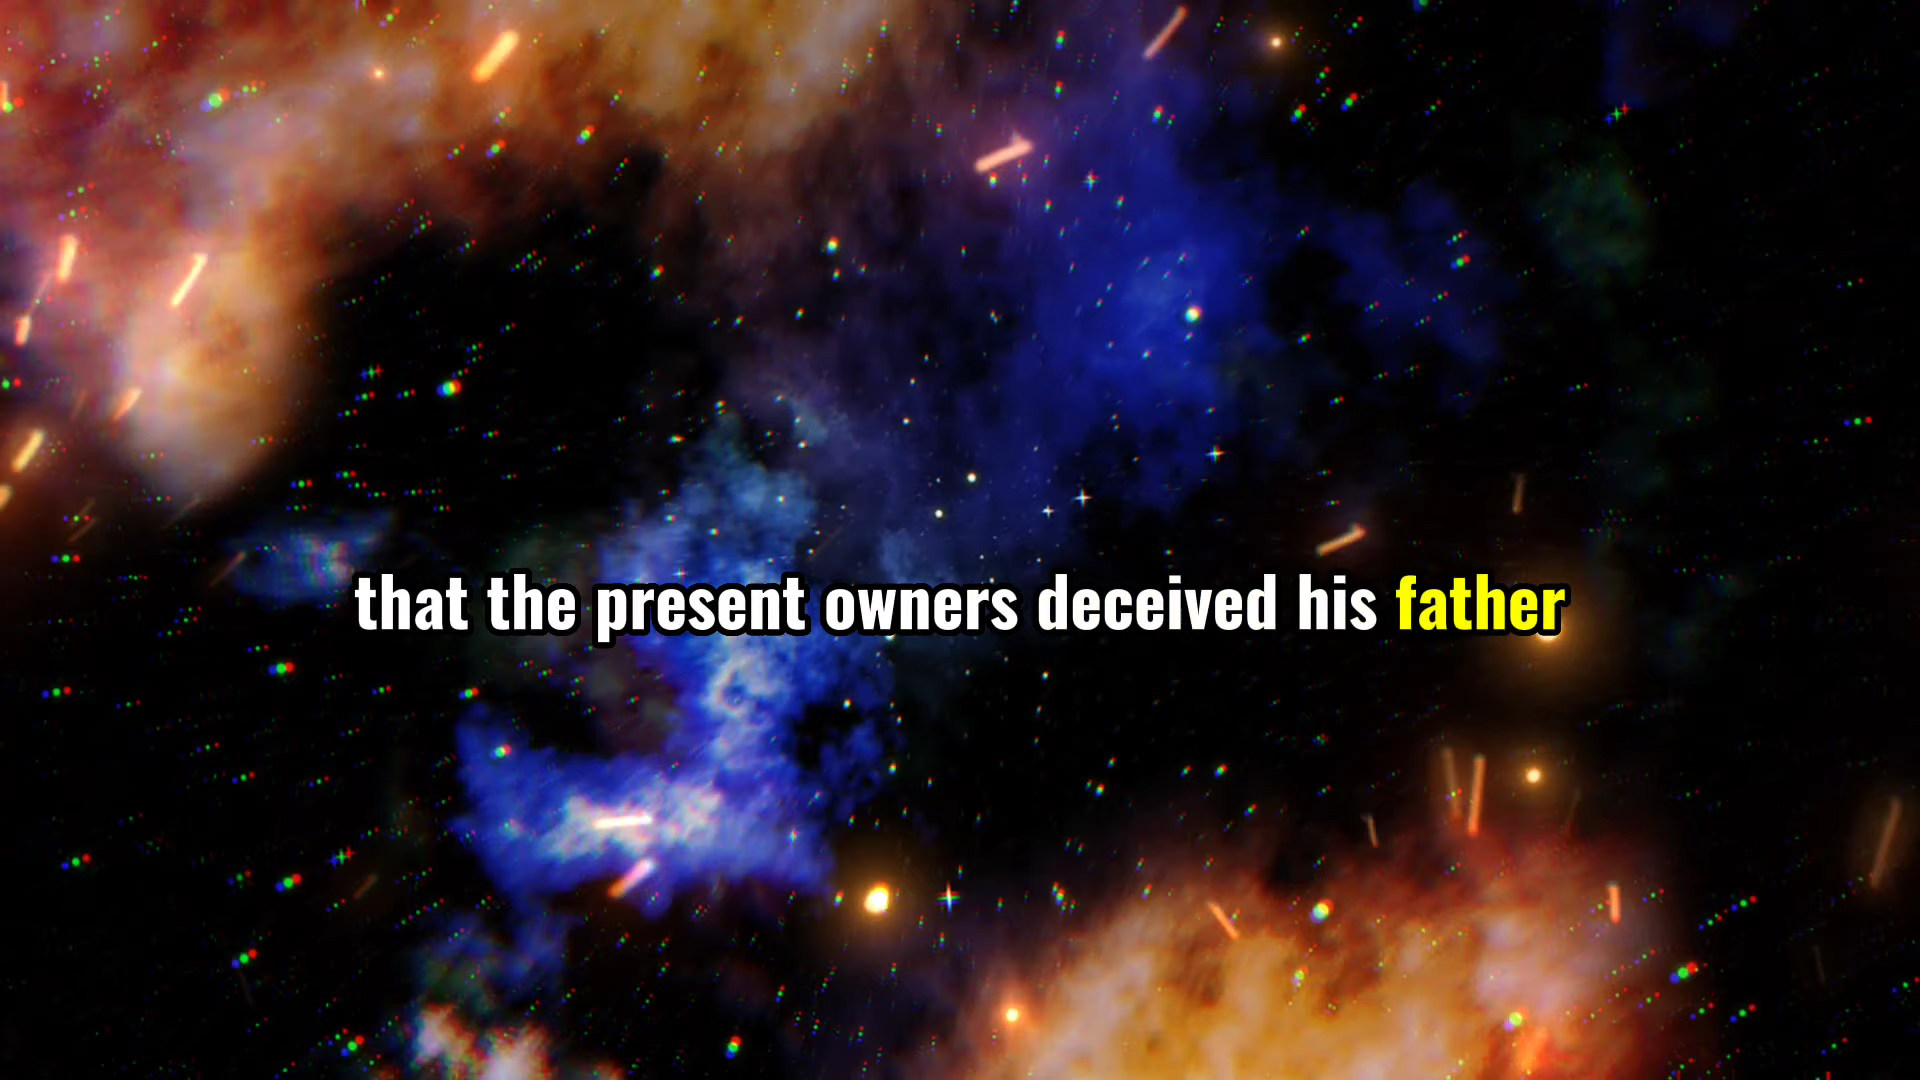 that the present owners deceived his father